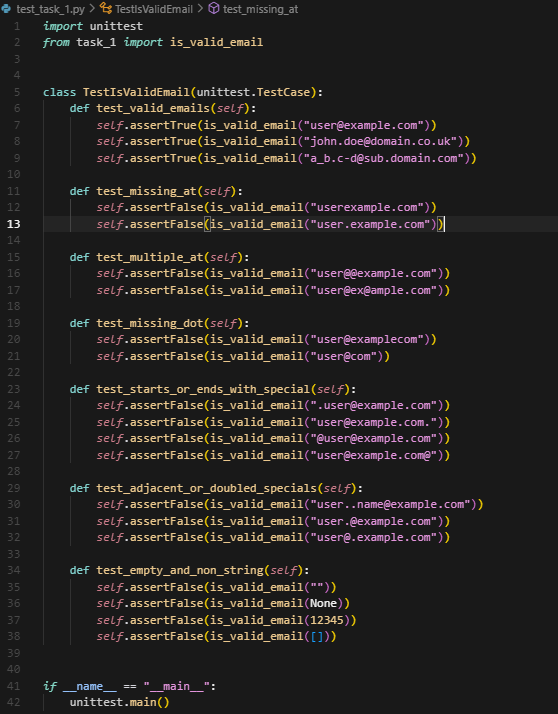 test_task_1.py > TestIsValidEmail > test_missing_at
1 import unittest
2 from task_1 import is_valid_email
3
4
5 class TestIsValidEmail(unittest.TestCase):
6     def test_valid_emails(self):
7         self.assertTrue(is_valid_email("user@example.com"))
8         self.assertTrue(is_valid_email("john.doe@domain.co.uk"))
9         self.assertTrue(is_valid_email("a_b.c-d@sub.domain.com"))
10
11     def test_missing_at(self):
12         self.assertFalse(is_valid_email("userexample.com"))
13         self.assertFalse(is_valid_email("user.example.com"))
14
15     def test_multiple_at(self):
16         self.assertFalse(is_valid_email("user@@example.com"))
17         self.assertFalse(is_valid_email("user@ex@ample.com"))
18
19     def test_missing_dot(self):
20         self.assertFalse(is_valid_email("user@examplecom"))
21         self.assertFalse(is_valid_email("user@com"))
22
23     def test_starts_or_ends_with_special(self):
24         self.assertFalse(is_valid_email(".user@example.com"))
25         self.assertFalse(is_valid_email("user@example.com."))
26         self.assertFalse(is_valid_email("@user@example.com"))
27         self.assertFalse(is_valid_email("user@example.com@"))
28
29     def test_adjacent_or_doubled_specials(self):
30         self.assertFalse(is_valid_email("user..name@example.com"))
31         self.assertFalse(is_valid_email("user.@example.com"))
32         self.assertFalse(is_valid_email("user@.example.com"))
33
34     def test_empty_and_non_string(self):
35         self.assertFalse(is_valid_email(""))
36         self.assertFalse(is_valid_email(None))
37         self.assertFalse(is_valid_email(12345))
38         self.assertFalse(is_valid_email([]))
39
40
41 if __name__ == "__main__":
42     unittest.main()